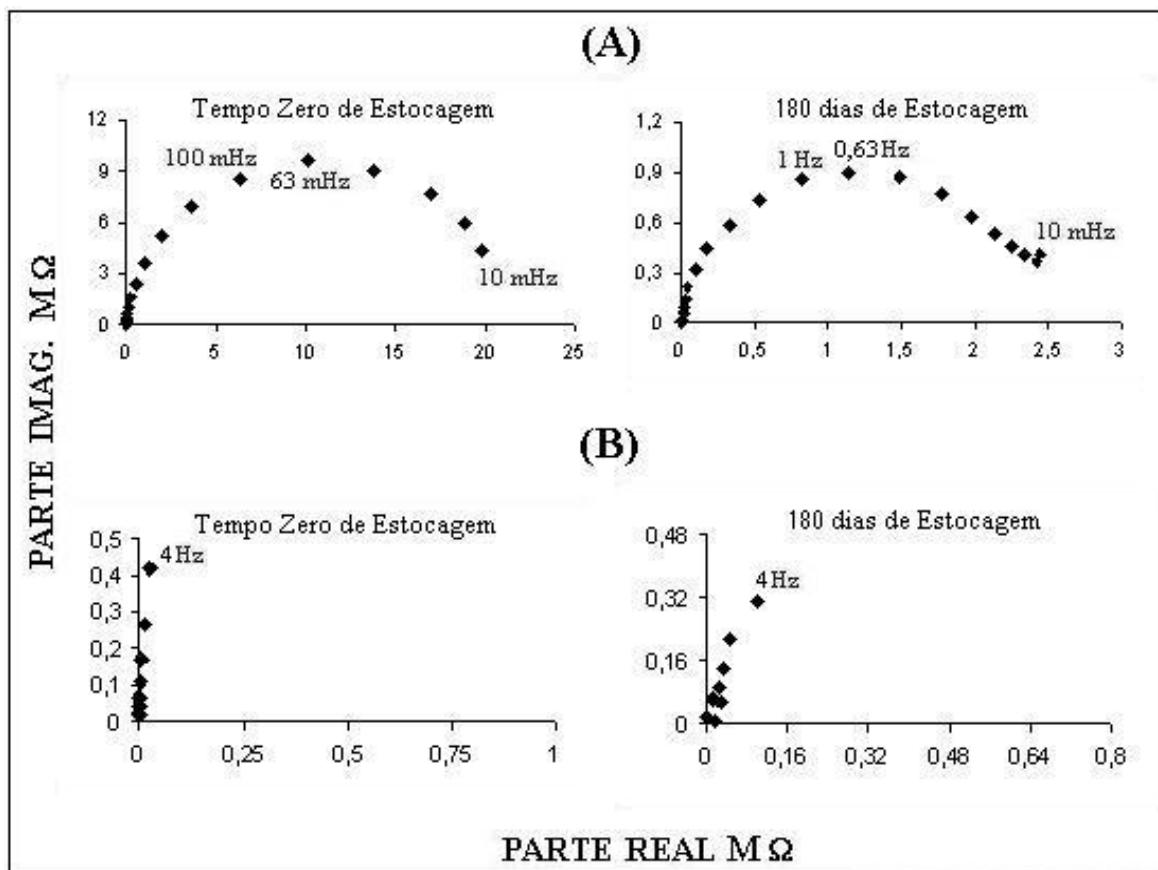 (A)
Tempo Zero de Estocagem
12
9
6
3
0
0
5
10
15
20
25
100 mHz
63 mHz
10 mHz
180 dias de Estocagem
1,2
0,9
0,6
0,3
0
0
0,5
1
1,5
2
2,5
3
1 Hz
0,63Hz
10 mHz
PARTE IMAG. M Ω
(B)
Tempo Zero de Estocagem
0,5
0,4
0,3
0,2
0,1
0
0
0,25
0,5
0,75
1
4Hz
180 dias de Estocagem
0,48
0,32
0,16
0
0
0,16
0,32
0,48
0,64
0,8
4Hz
PARTE REAL M Ω